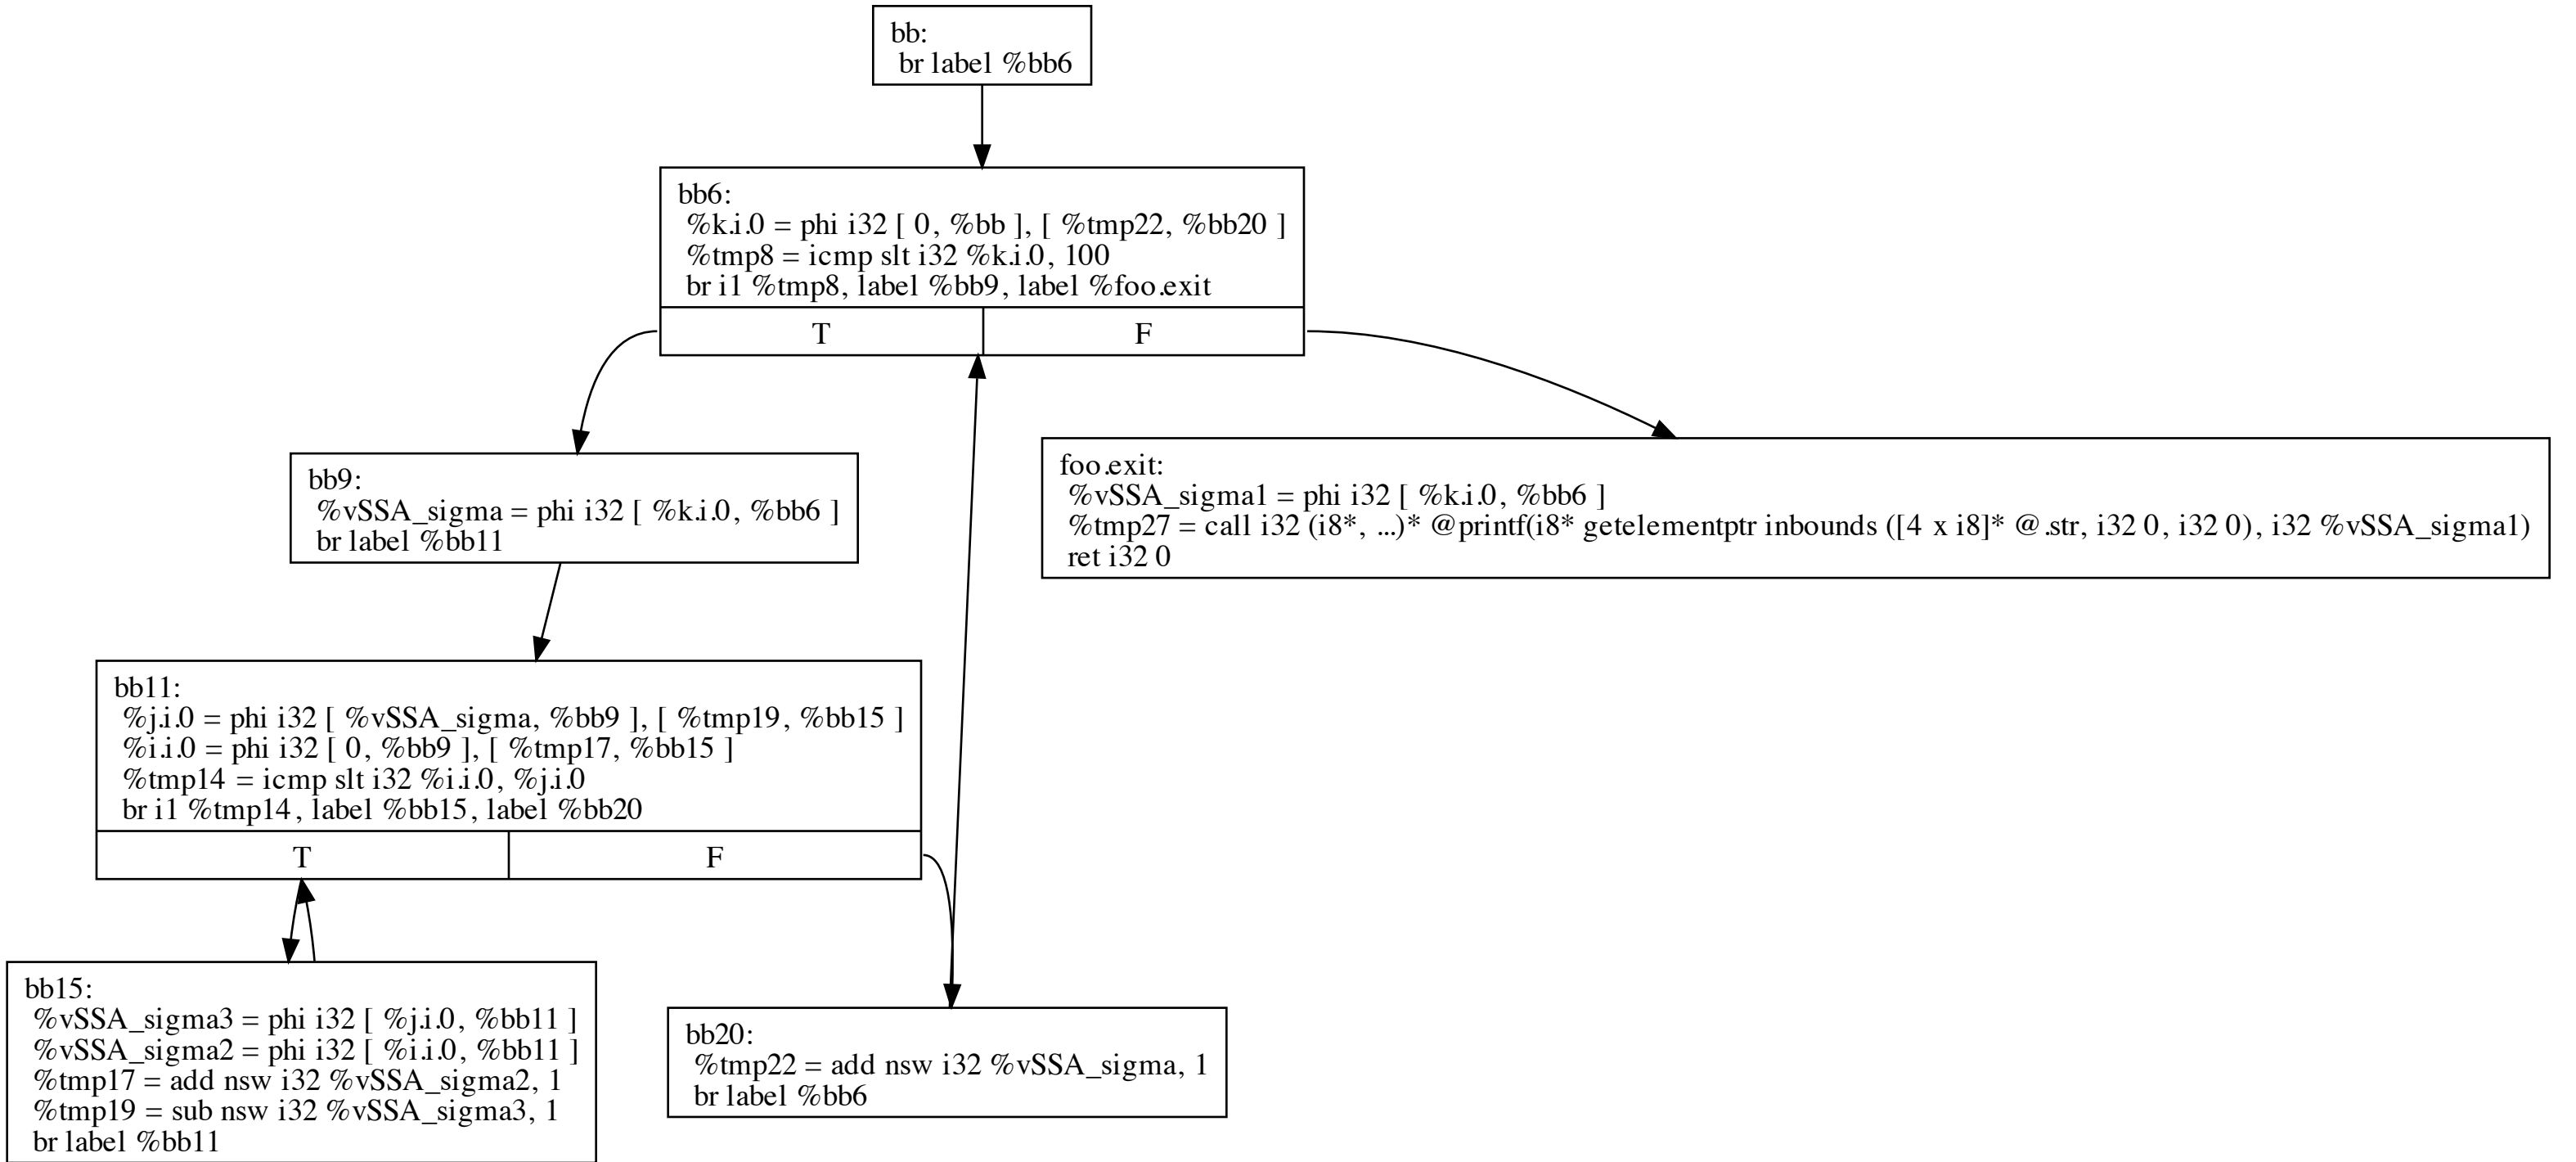 bb:
br label %bb6
bb6:
%k.i.0 = phi i32 [ 0, %bb ], [ %tmp22, %bb20 ]
%tmp8 = icmp slt i32 %k.i.0, 100
br i1 %tmp8, label %bb9, label %foo.exit
T
F
bb9:
%vSSA_sigma = phi i32 [ %k.i.0, %bb6 ]
br label %bb11
foo.exit:
%vSSA_sigma1 = phi i32 [ %k.i.0, %bb6 ]
%tmp27 = call i32 (i8*, ...)* @printf(i8* getelementptr inbounds ([4 x i8]* @.str, i32 0, i32 0), i32 %vSSA_sigma1)
ret i32 0
bb11:
%j.i.0 = phi i32 [ %vSSA_sigma, %bb9 ], [ %tmp19, %bb15 ]
%i.i.0 = phi i32 [ 0, %bb9 ], [ %tmp17, %bb15 ]
%tmp14 = icmp slt i32 %i.i.0, %j.i.0
br i1 %tmp14, label %bb15, label %bb20
T
F
bb15:
%vSSA_sigma3 = phi i32 [ %j.i.0, %bb11 ]
%vSSA_sigma2 = phi i32 [ %i.i.0, %bb11 ]
%tmp17 = add nsw i32 %vSSA_sigma2, 1
%tmp19 = sub nsw i32 %vSSA_sigma3, 1
br label %bb11
bb20:
%tmp22 = add nsw i32 %vSSA_sigma, 1
br label %bb6